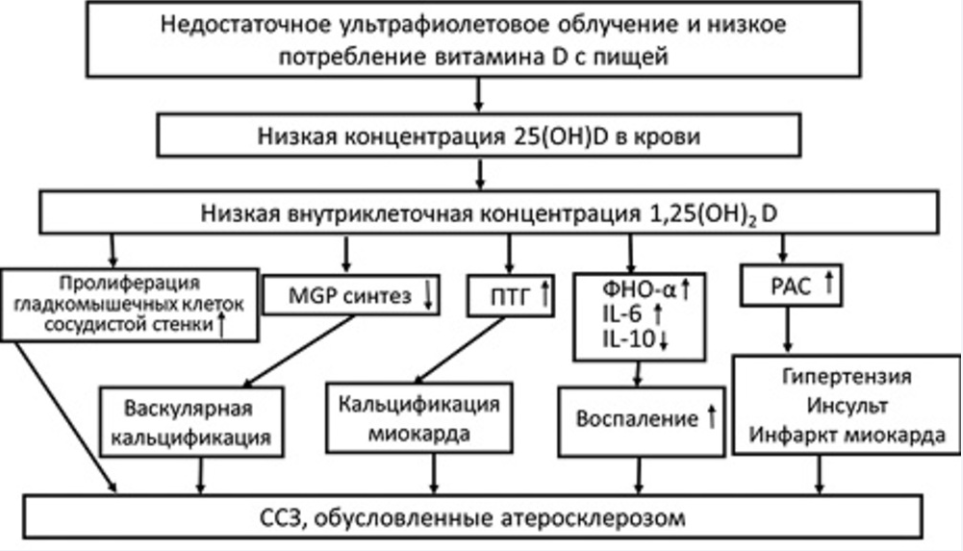 Недостаточное ультрафиолетовое облучение и низкое
потребление витамина D с пищей
Низкая концентрация 25(OH)D в крови
Низкая внутриклеточная концентрация 1,25(OH)₂ D
Пролиферация
гладкомышечных клеток
сосудистой стенки↑
MGP синтез ↓
ПТГ ↑
ФНО-α↑
IL-6 ↑
IL-10↓
РАС ↑
Васкулярная
кальцификация
Кальцификация
миокарда
Воспаление ↑
Гипертензия
Инсульт
Инфаркт миокарда
ССЗ, обусловленные атеросклерозом